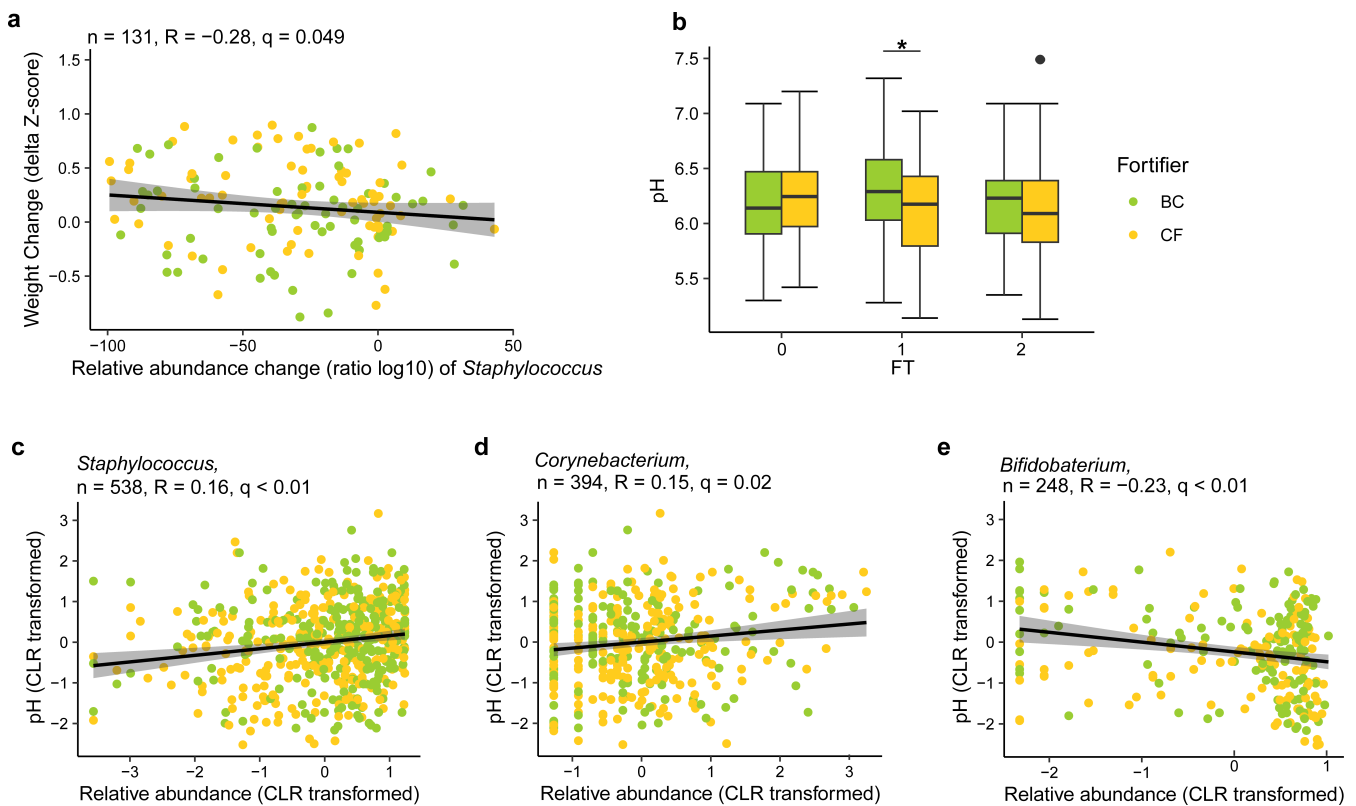 a
n = 131, R = −0.28, q = 0.049
Weight Change (delta Z-score)
1.5
1.0
0.5
0.0
−0.5
−100
−50
0
50
Relative abundance change (ratio log10) of Staphylococcus
b
*
pH
7.5
7.0
6.5
6.0
5.5
0
1
2
FT
Fortifier
BC
CF
c
Staphylococcus,
n = 538, R = 0.16, q < 0.01
pH (CLR transformed)
3
2
1
0
−1
−2
−3
−2
−1
0
1
Relative abundance (CLR transformed)
d
Corynebacterium,
n = 394, R = 0.15, q = 0.02
pH (CLR transformed)
3
2
1
0
−1
−2
−1
0
1
2
3
Relative abundance (CLR transformed)
e
Bifidobaterium,
n = 248, R = −0.23, q < 0.01
pH (CLR transformed)
3
2
1
0
−1
−2
−2
−1
0
1
Relative abundance (CLR transformed)